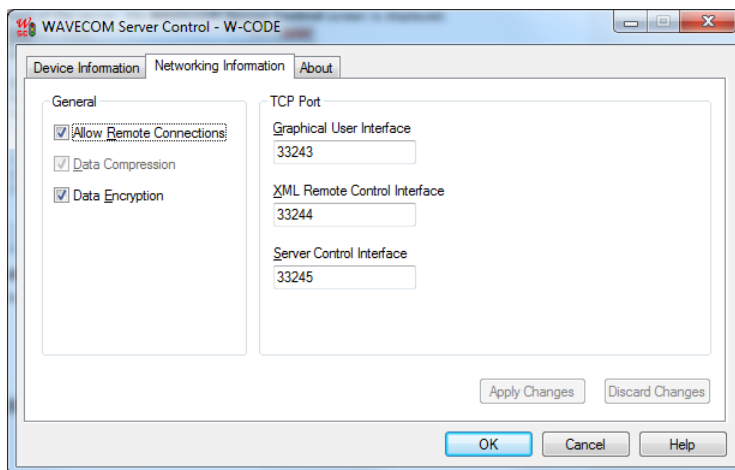 WAVECOM Server Control - W-CODE
Device Information
Networking Information
About
General
Allow Remote Connections
Data Compression
Data Encryption
TCP Port
Graphical User Interface
33243
XML Remote Control Interface
33244
Server Control Interface
33245
Apply Changes
Discard Changes
OK
Cancel
Help